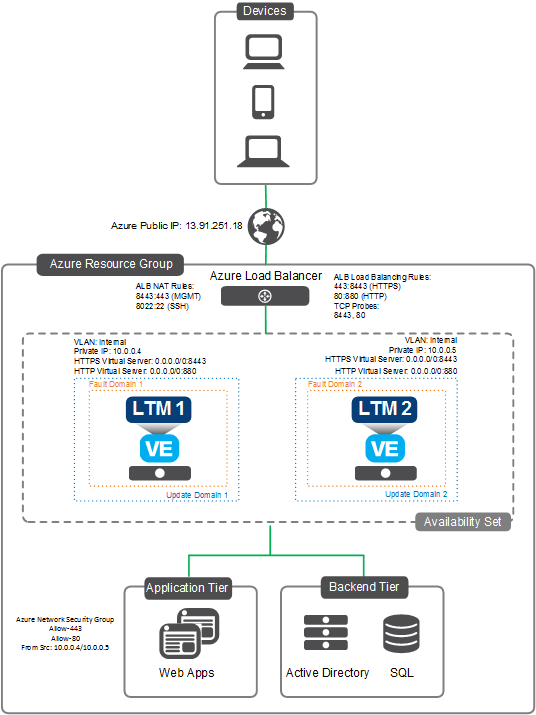 Devices
Azure Public IP: 13.91.251.18
Azure Resource Group
Azure Load Balancer
ALB NAT Rules:
8443:443 (MGMT)
8022:22 (SSH)
ALB Load Balancing Rules:
443:8443 (HTTPS)
80:880 (HTTP)
TCP Probes:
8443, 80
VLAN: Internal
Private IP: 10.0.0.4
HTTPS Virtual Server: 0.0.0.0/0:8443
HTTP Virtual Server: 0.0.0.0/0:880
Fault Domain 1
LTM 1
VE
Update Domain 1
VLAN: Internal
Private IP: 10.0.0.5
HTTPS Virtual Server: 0.0.0.0/0:8443
HTTP Virtual Server: 0.0.0.0/0:880
Fault Domain 2
LTM 2
VE
Update Domain 2
Availability Set
Application Tier
Web Apps
Backend Tier
Active Directory
SQL
Azure Network Security Group
Allow-443
Allow-80
From Src: 10.0.0.4/10.0.0.5